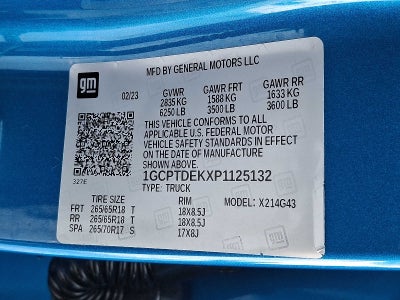 gm
MFD BY GENERAL MOTORS LLC
02/23 GVWR GAWR FRT GAWR RR
2835 KG 1588 KG 1633 KG
6250 LB 3500 LB 3600 LB
THIS VEHICLE CONFORMS TO ALL
APPLICABLE U.S. FEDERAL MOTOR
VEHICLE SAFETY STANDARDS IN EFFECT
ON THE DATE OF MANUFACTURE
SHOWN ABOVE.
327E 1GCPTDEKXP1125132
TYPE: TRUCK
TIRE SIZE RIM MODEL: X214G43
FRT 265/65R18 T 18X8.5J
RR 265/65R18 T 18X8.5J
SPA 265/70R17 S 17X8J